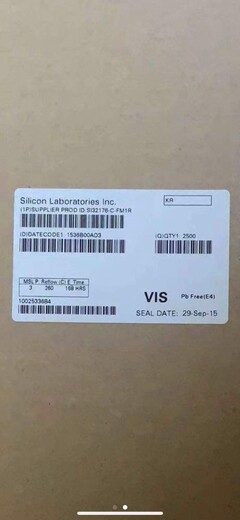 Silicon Laboratories Inc.
KR
(1P)SUPPLIER PROD ID:SI32176-C-FM1R
(D)DATECODE1: 1536B00AD3
(Q)QTY1: 2500
MSL P. Reflow (C) E. Time
3 260 168 HRS
1002533684
VIS
Pb Free(E4)
SEAL DATE: 29-Sep-15